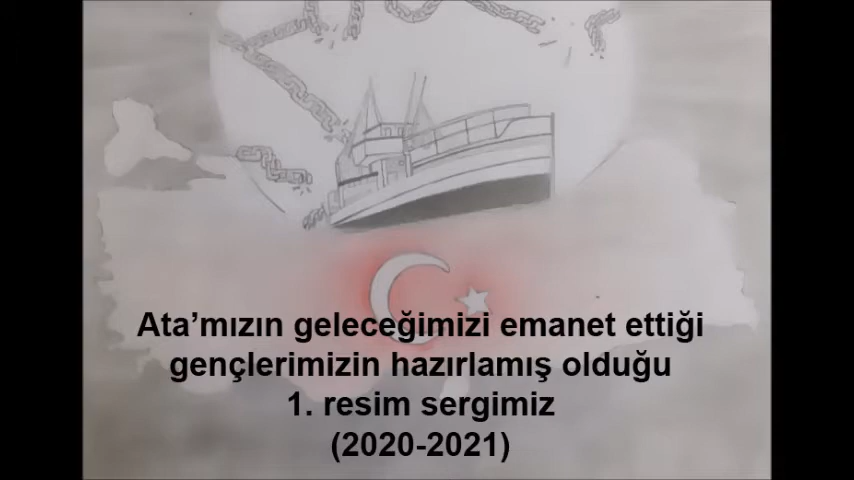 Ata’mızın geleceğimizi emanet ettiği
gençlerimizin hazırlamış olduğu
1. resim sergimiz
(2020-2021)